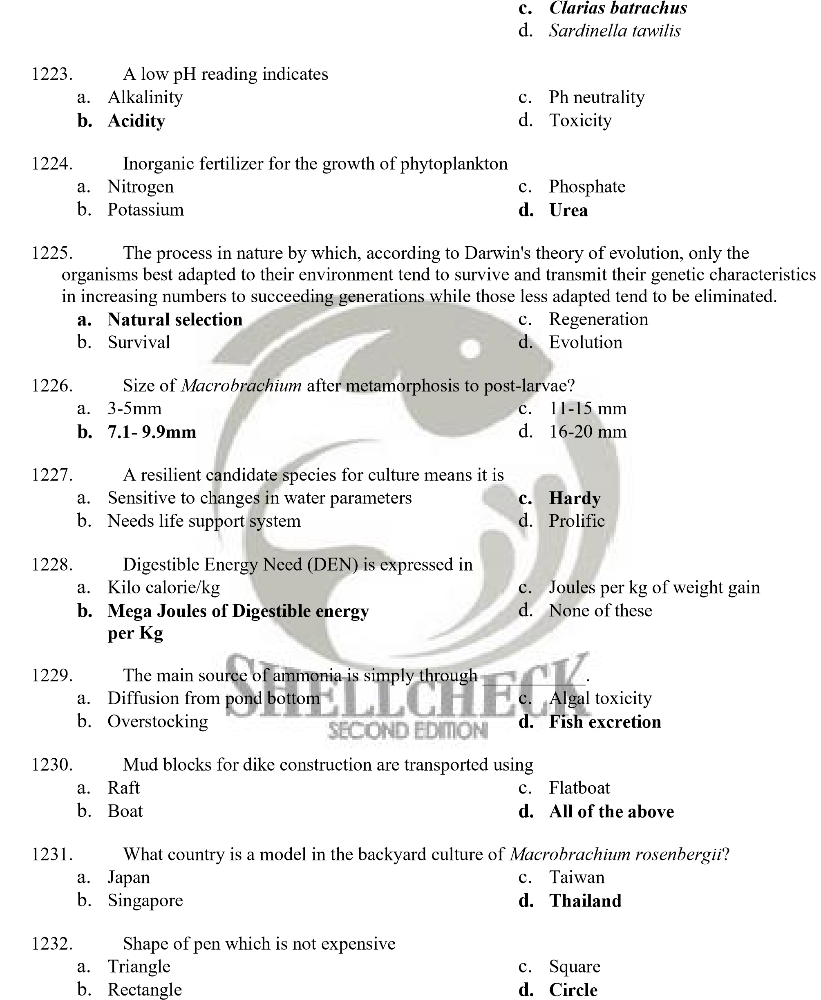 c. Clarias batrachus
d. Sardinella tawilis
1223. A low pH reading indicates
a. Alkalinity
b. Acidity
c. Ph neutrality
d. Toxicity
1224. Inorganic fertilizer for the growth of phytoplankton
a. Nitrogen
b. Potassium
c. Phosphate
d. Urea
1225. The process in nature by which, according to Darwin's theory of evolution, only the
organisms best adapted to their environment tend to survive and transmit their genetic characteristics
in increasing numbers to succeeding generations while those less adapted tend to be eliminated.
a. Natural selection
b. Survival
c. Regeneration
d. Evolution
1226. Size of Macrobrachium after metamorphosis to post-larvae?
a. 3-5mm
b. 7.1- 9.9mm
c. 11-15 mm
d. 16-20 mm
1227. A resilient candidate species for culture means it is
a. Sensitive to changes in water parameters
b. Needs life support system
c. Hardy
d. Prolific
1228. Digestible Energy Need (DEN) is expressed in
a. Kilo calorie/kg
b. Mega Joules of Digestible energy
per Kg
c. Joules per kg of weight gain
d. None of these
1229. The main source of ammonia is simply through ___________.
a. Diffusion from pond bottom
b. Overstocking
c. Algal toxicity
d. Fish excretion
SHELLCHECK
SECOND EDITION
1230. Mud blocks for dike construction are transported using
a. Raft
b. Boat
c. Flatboat
d. All of the above
1231. What country is a model in the backyard culture of Macrobrachium rosenbergii?
a. Japan
b. Singapore
c. Taiwan
d. Thailand
1232. Shape of pen which is not expensive
a. Triangle
b. Rectangle
c. Square
d. Circle